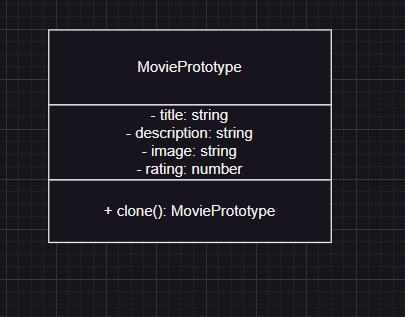 MoviePrototype
- title: string
- description: string
- image: string
- rating: number
+ clone(): MoviePrototype